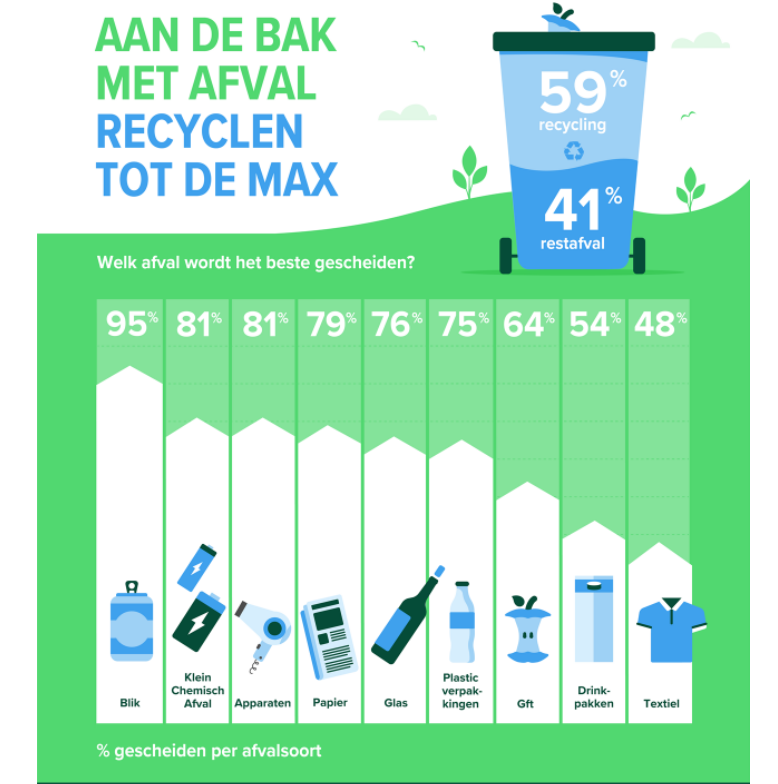 AAN DE BAK
MET AFVAL
RECYCLEN
TOT DE MAX
59%
recycling
41%
restafval
Welk afval wordt het beste gescheiden?
95% 81% 81% 79% 76% 75% 64% 54% 48%
Blik
Klein
Chemisch
Afval
Apparaten
Papier
Glas
Plastic
verpak-
kingen
Gft
Drink-
pakken
Textiel
% gescheiden per afvalsoort